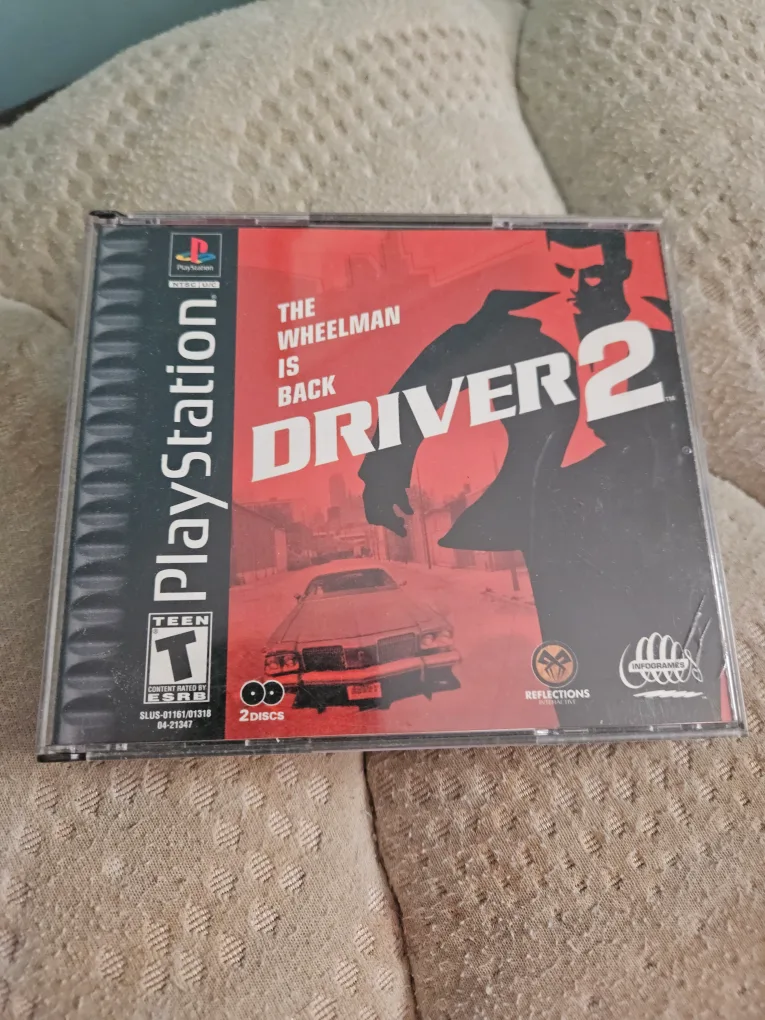 PlayStation
NTSC U/C
PlayStation
THE
WHEELMAN
IS
BACK
DRIVER 2™
TEEN
T
CONTENT RATED BY
ESRB
SLUS-01161/01318
04-21347
2 DISCS
REFLECTIONS
INTERACTIVE
INFOGRAMES